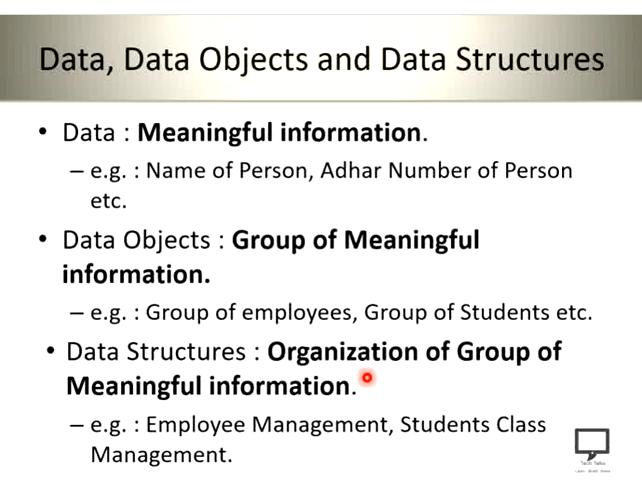 Data, Data Objects and Data Structures
• Data : Meaningful information.
– e.g. : Name of Person, Adhar Number of Person
etc.
• Data Objects : Group of Meaningful
information.
– e.g. : Group of employees, Group of Students etc.
• Data Structures : Organization of Group of
Meaningful information.
– e.g. : Employee Management, Students Class
Management.
Tech Talks